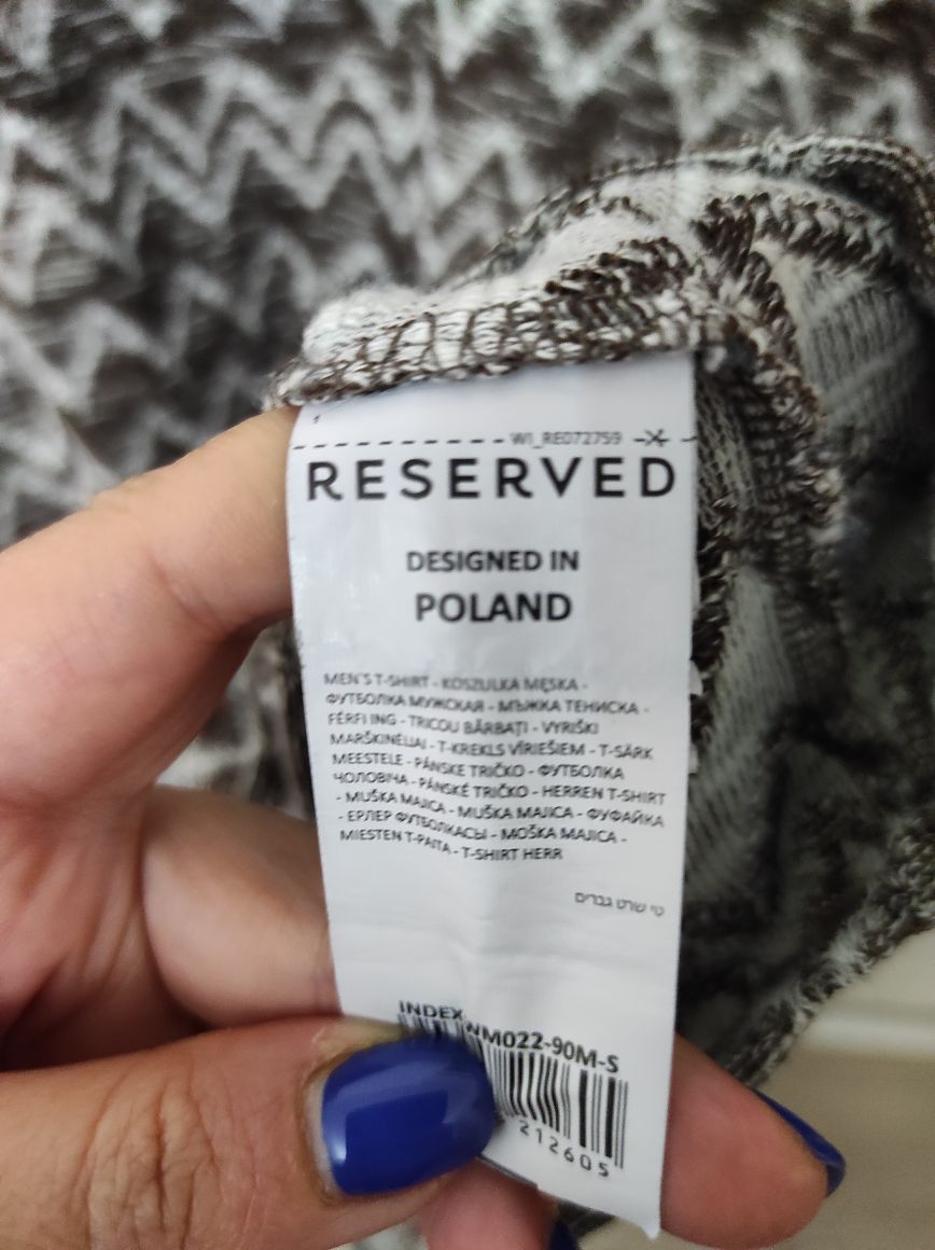 WI_RE072759
RESERVED
DESIGNED IN
POLAND
MEN'S T-SHIRT - KOSZULKA MĘSKA -
ФУТБОЛКА МУЖСКАЯ - МЪЖКА ТЕНИСКА -
FÉRFI ING - TRICOU BĂRBAȚI - VYRIŠKI
MARŠKINĖLIAI - T-KREKLS VĪRIEŠIEM - T-SÄRK
MEESTELE - PÁNSKE TRIČKO - ФУТБОЛКА
ЧОЛОВІЧА - PÁNSKÉ TRIČKO - HERREN T-SHIRT
- MUŠKA MAJICA - MUŠKA MAJICA - ФУФАЙКА
- ЕРЛЕР ФУТБОЛКАСЫ - MOŠKA MAJICA -
MIESTEN T-PAITA - T-SHIRT HERR
טי שרט גברים
INDEX WM022-90M-S
212605